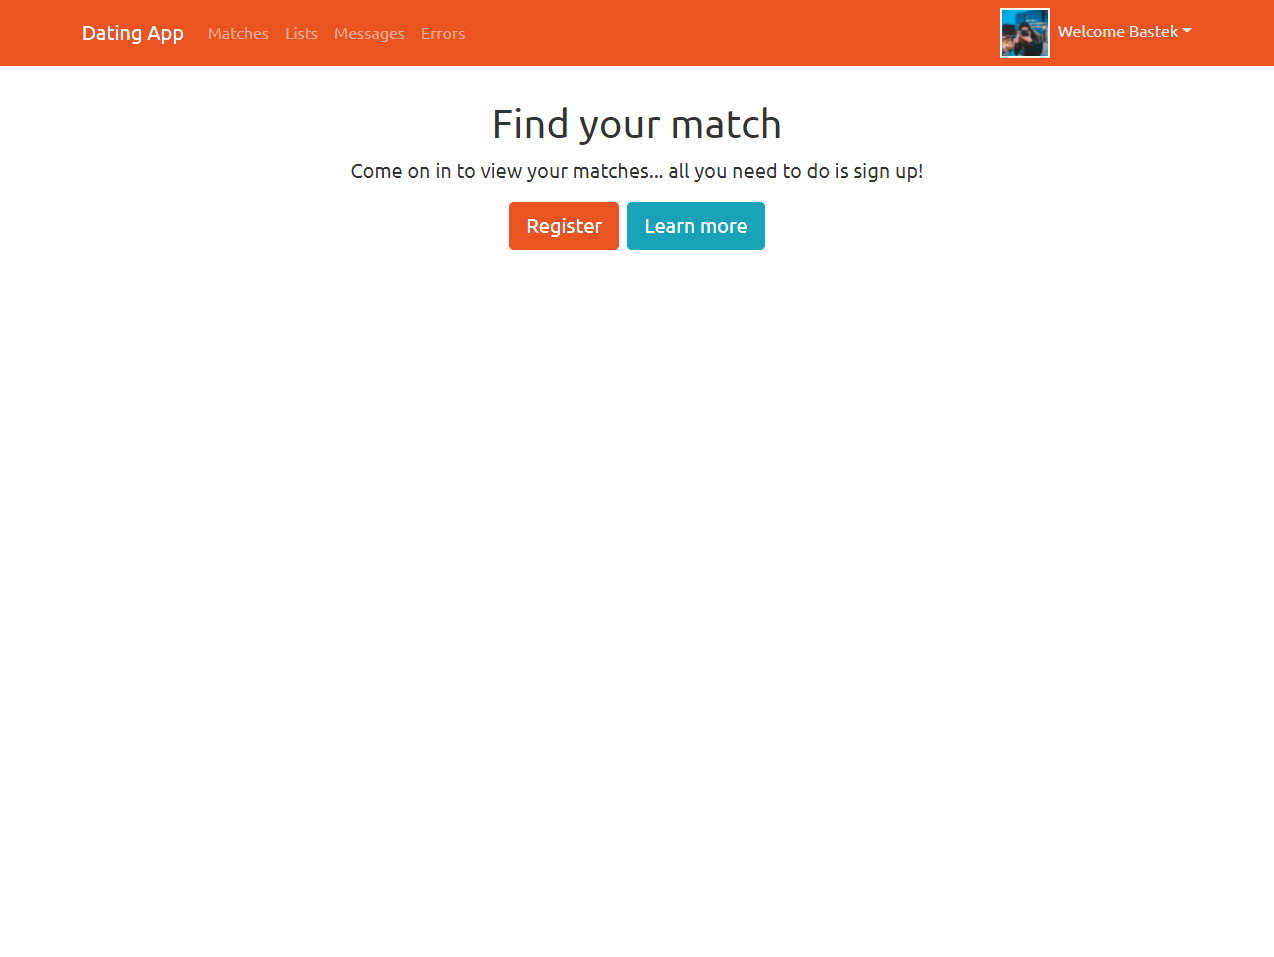 Dating App Matches Lists Messages Errors Welcome Bastek
Find your match
Come on in to view your matches... all you need to do is sign up!
Register Learn more